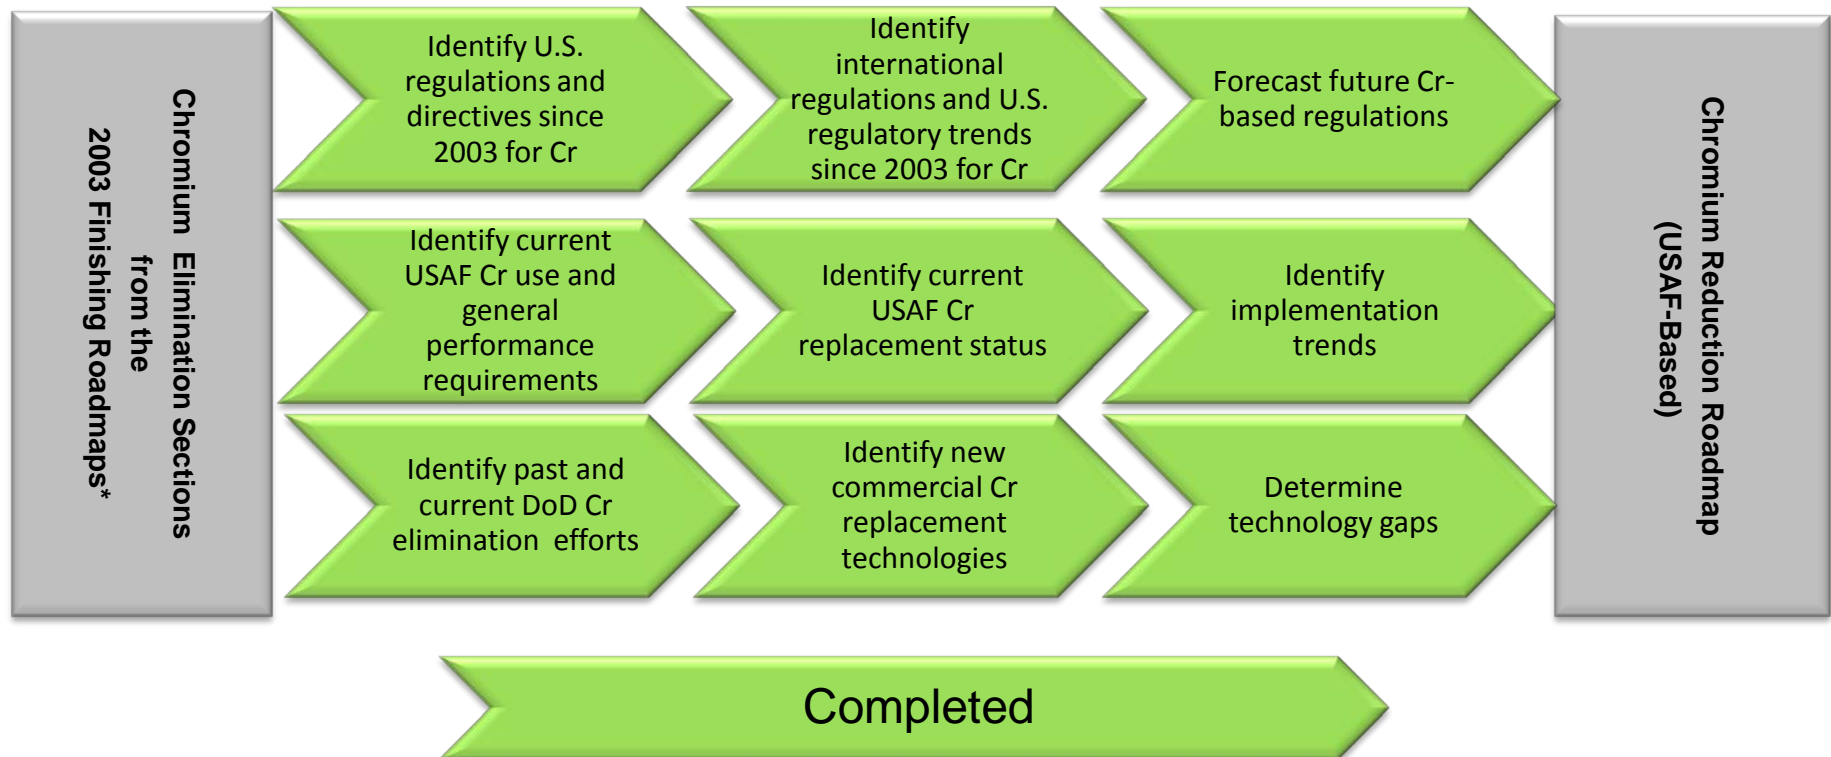 Chromium Elimination Sections
from the
2003 Finishing Roadmaps*
Identify U.S.
regulations and
directives since
2003 for Cr
Identify
international
regulations and U.S.
regulatory trends
since 2003 for Cr
Forecast future Cr-
based regulations
Identify current
USAF Cr use and
general
performance
requirements
Identify current
USAF Cr
replacement status
Identify
implementation
trends
Identify past and
current DoD Cr
elimination efforts
Identify new
commercial Cr
replacement
technologies
Determine
technology gaps
Chromium Reduction Roadmap
(USAF-Based)
Completed